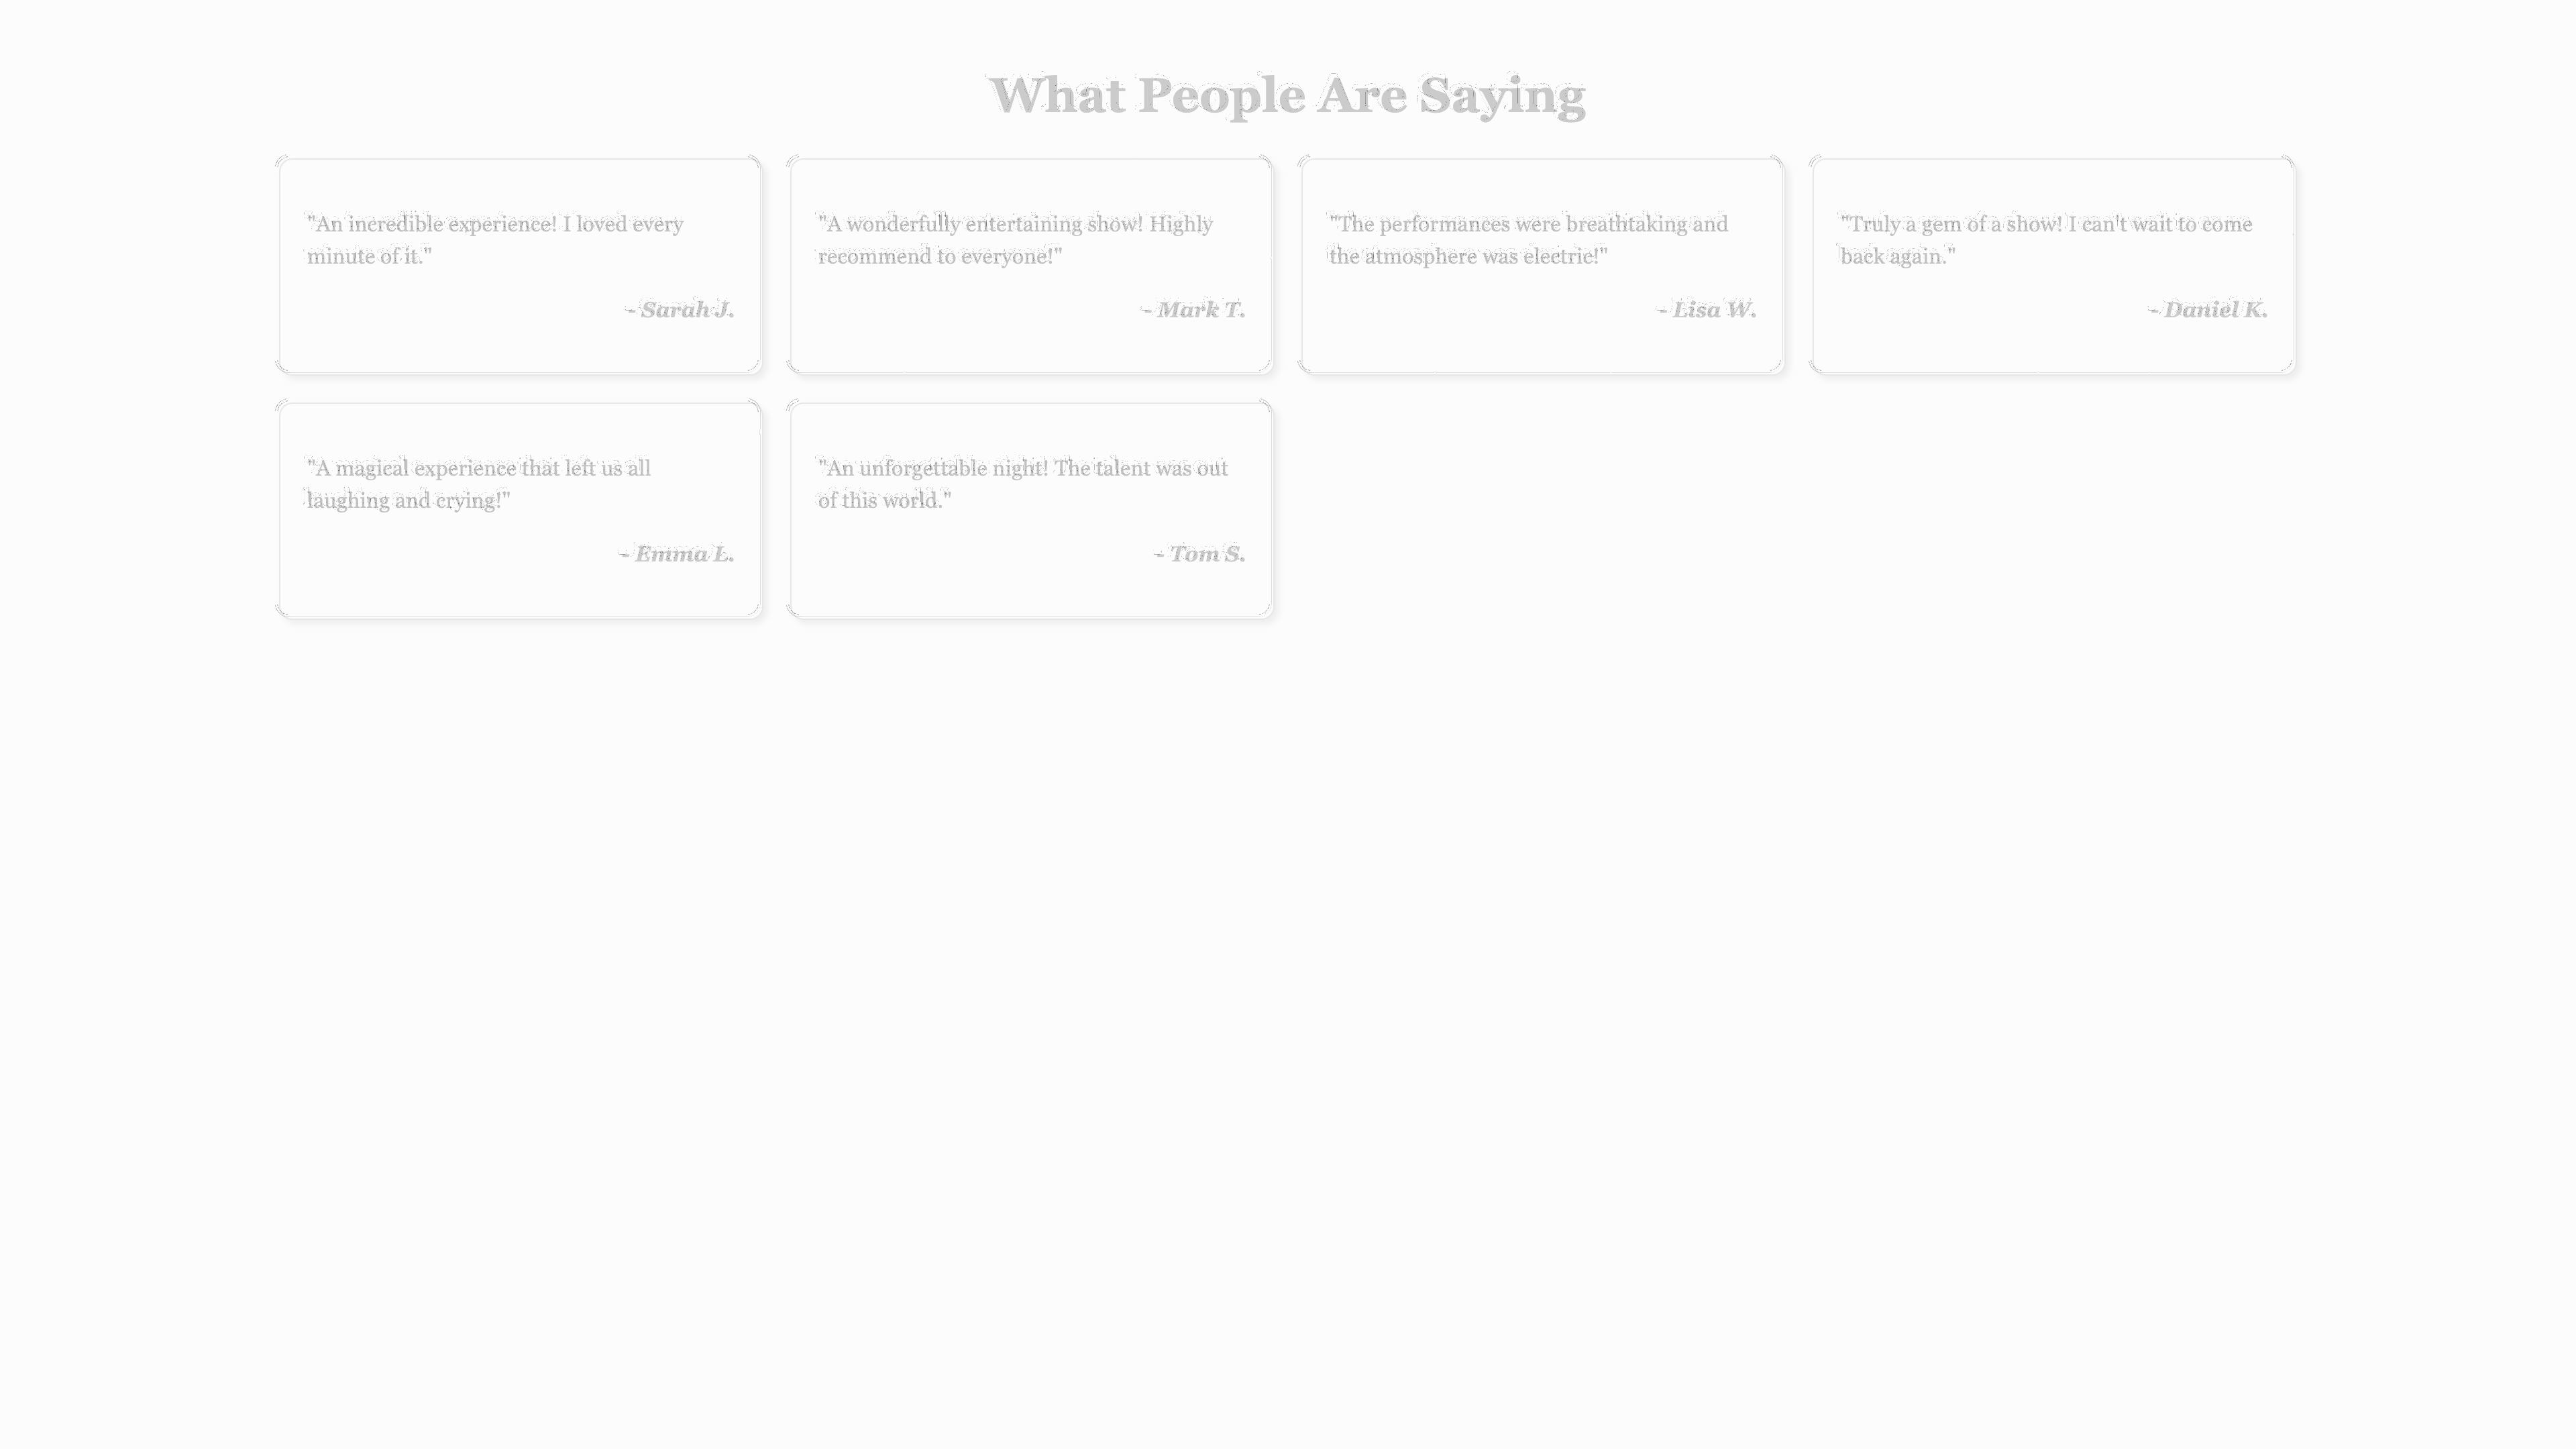 What People Are Saying
"An incredible experience! I loved every
minute of it."
- Sarah J.
"A wonderfully entertaining show! Highly
recommend to everyone!"
- Mark T.
"The performances were breathtaking and
the atmosphere was electric!"
- Lisa W.
"Truly a gem of a show! I can't wait to come
back again."
- Daniel K.
"A magical experience that left us all
laughing and crying!"
- Emma L.
"An unforgettable night! The talent was out
of this world."
- Tom S.